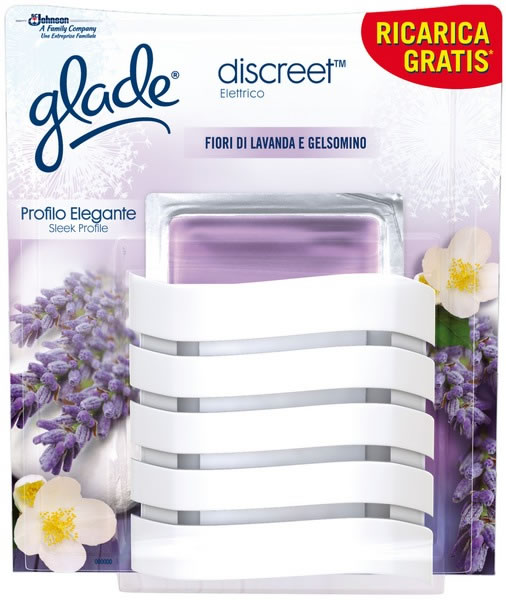 SC Johnson
A Family Company
Une Entreprise Familiale
glade®
discreet™
Elettrico
RICARICA
GRATIS*
FIORI DI LAVANDA E GELSOMINO
Profilo Elegante
Sleek Profile